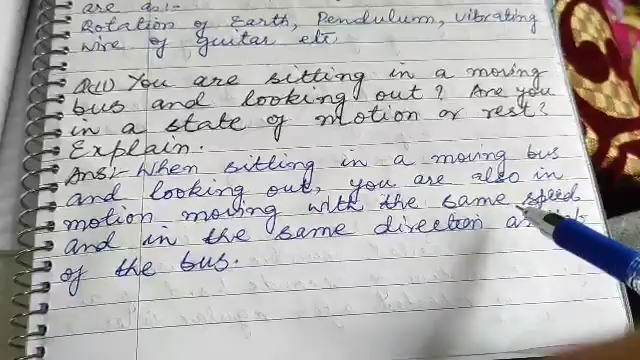 are as:-
Rotation of Earth, Pendulum, vibrating
wire of guitar etc
Q(11) You are sitting in a moving
bus and looking out? Are you
in a state of motion or rest?
Explain.
Ans:- When sitting in a moving bus
and looking out, you are also in
motion moving with the same speed
and in the same direction as
of the bus.